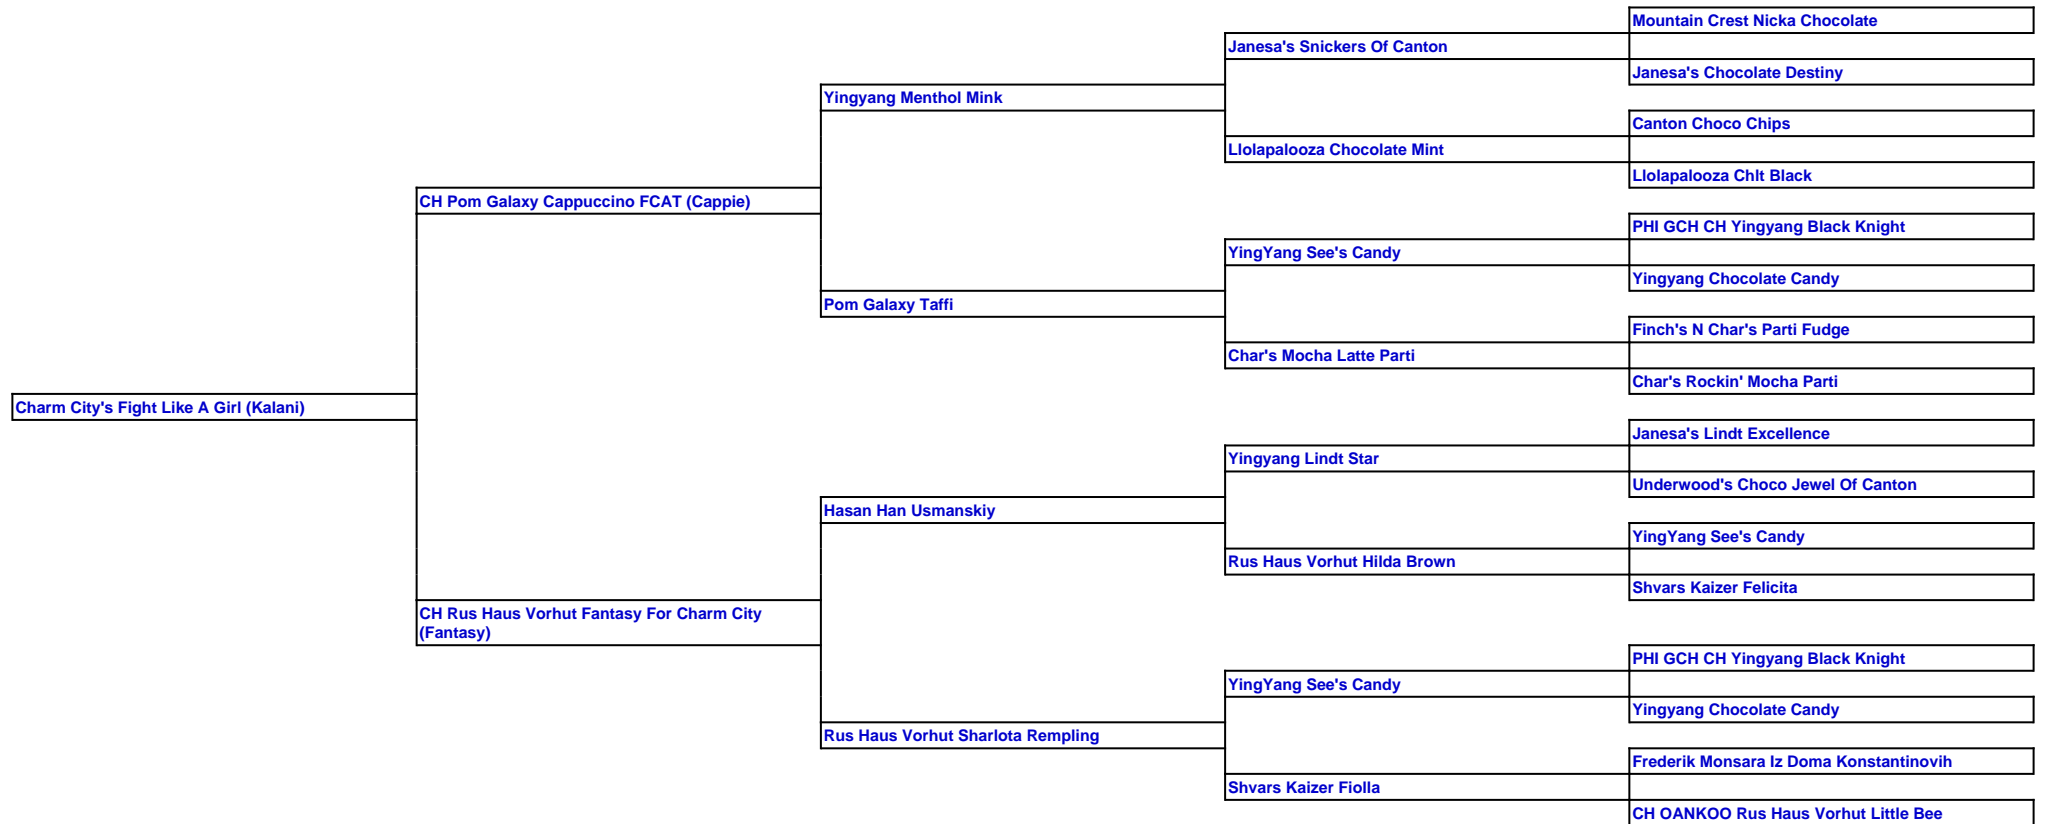 Mountain Crest Nicka Chocolate
Janesa's Snickers Of Canton
Janesa's Chocolate Destiny
Yingyang Menthol Mink
Canton Choco Chips
Llolapalooza Chocolate Mint
Llolapalooza Chlt Black
CH Pom Galaxy Cappuccino FCAT (Cappie)
PHI GCH CH Yingyang Black Knight
YingYang See's Candy
Yingyang Chocolate Candy
Pom Galaxy Taffi
Finch's N Char's Parti Fudge
Char's Mocha Latte Parti
Char's Rockin' Mocha Parti
Charm City's Fight Like A Girl (Kalani)
Janesa's Lindt Excellence
Yingyang Lindt Star
Underwood's Choco Jewel Of Canton
Hasan Han Usmanskiy
YingYang See's Candy
Rus Haus Vorhut Hilda Brown
Shvars Kaizer Felicita
CH Rus Haus Vorhut Fantasy For Charm City
(Fantasy)
PHI GCH CH Yingyang Black Knight
YingYang See's Candy
Yingyang Chocolate Candy
Rus Haus Vorhut Sharlota Rempling
Frederik Monsara Iz Doma Konstantinovih
Shvars Kaizer Fiolla
CH OANKOO Rus Haus Vorhut Little Bee